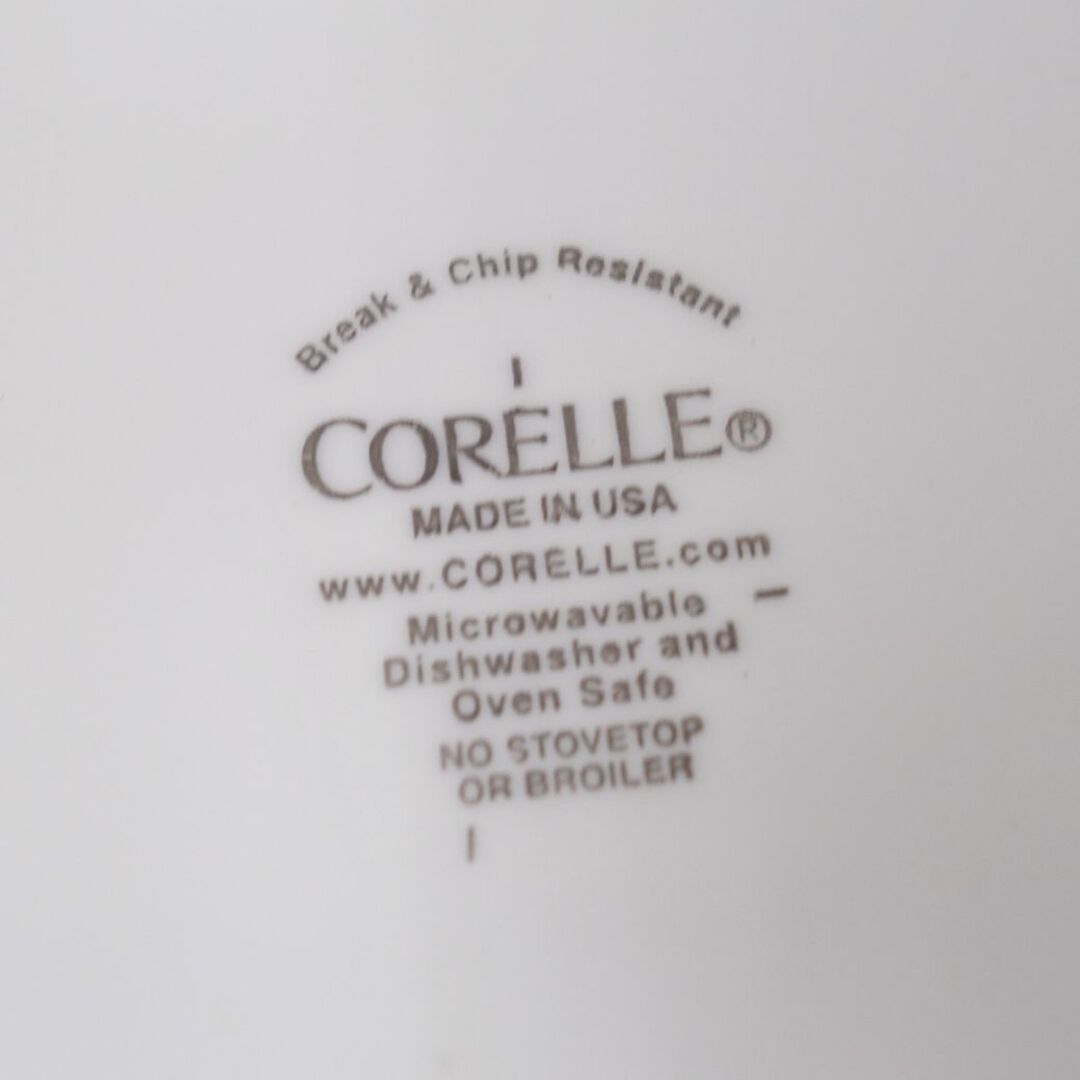 Break & Chip Resistant
CORELLE®
MADE IN USA
www.CORELLE.com
Microwavable
Dishwasher and
Oven Safe
NO STOVETOP
OR BROILER